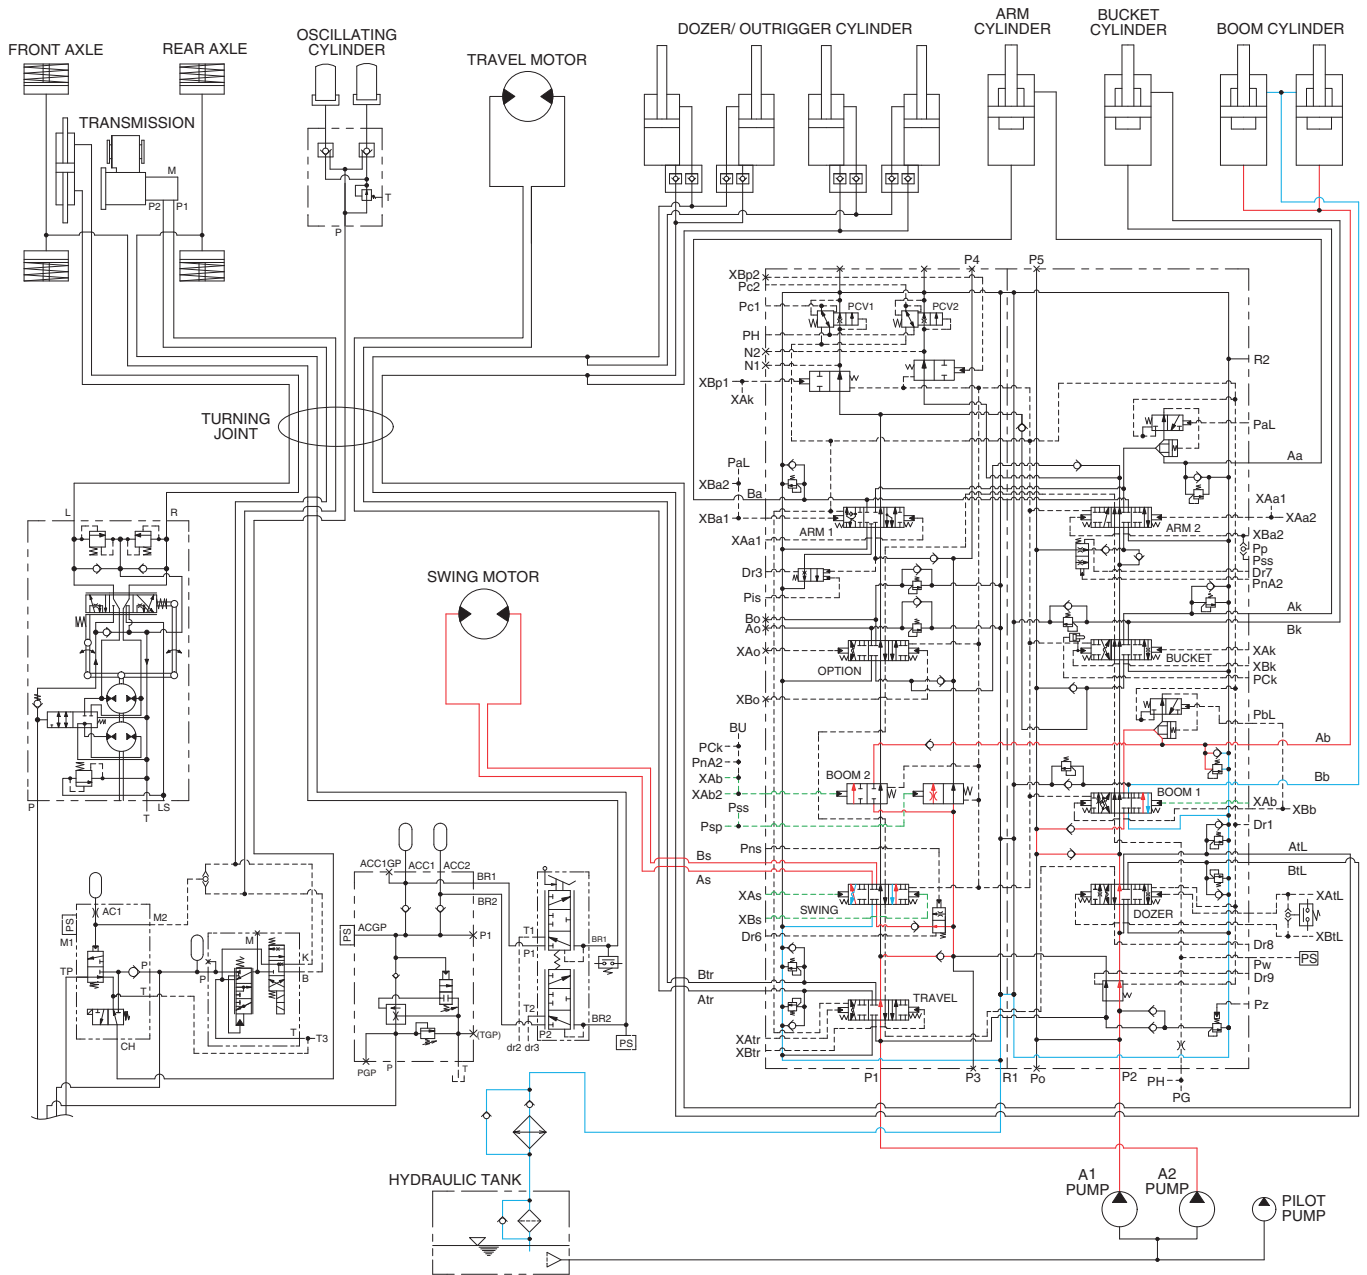 FRONT AXLE
REAR AXLE
OSCILLATING
CYLINDER
TRAVEL MOTOR
DOZER/ OUTRIGGER CYLINDER
ARM
CYLINDER
BUCKET
CYLINDER
BOOM CYLINDER
TRANSMISSION
M
P2 P1
T
P
TURNING
JOINT
L
R
P
T
LS
SWING MOTOR
XBp2
Pc2
Pc1
PH
N2
N1
XBp1
XAk
P4
P5
PCV1
PCV2
R2
PaL
Aa
PaL
XBa2
Ba
XBa1
XAa1
ARM 1
ARM 2
XAa1
XAa2
XBa2
Pp
Pss
Dr7
PnA2
Dr3
Pis
Bo
Ao
XAo
OPTION
XBo
Ak
Bk
BUCKET
XAk
XBk
PCk
BU
PCk
PnA2
XAb
XAb2
Pss
Psp
BOOM 2
PbL
Ab
Bb
BOOM 1
XAb
XBb
Dr1
Pns
Bs
As
XAs
SWING
XBs
Dr6
AtL
BtL
DOZER
XAtL
XBtL
Dr8
PS
Pw
Dr9
Pz
Btr
Atr
TRAVEL
XAtr
XBtr
P1
P3
R1
Po
P2
PH
PG
ACC1GP
ACC1
ACC2
BR1
BR2
PS
ACGP
P1
(TGP)
PGP
P
T
T1
P1
BR1
T2
P2
BR2
dr2 dr3
PS
AC1
PS
M1
M2
TP
P
T
CH
P
M
K
B
T
T3
HYDRAULIC TANK
A1
PUMP
A2
PUMP
PILOT
PUMP